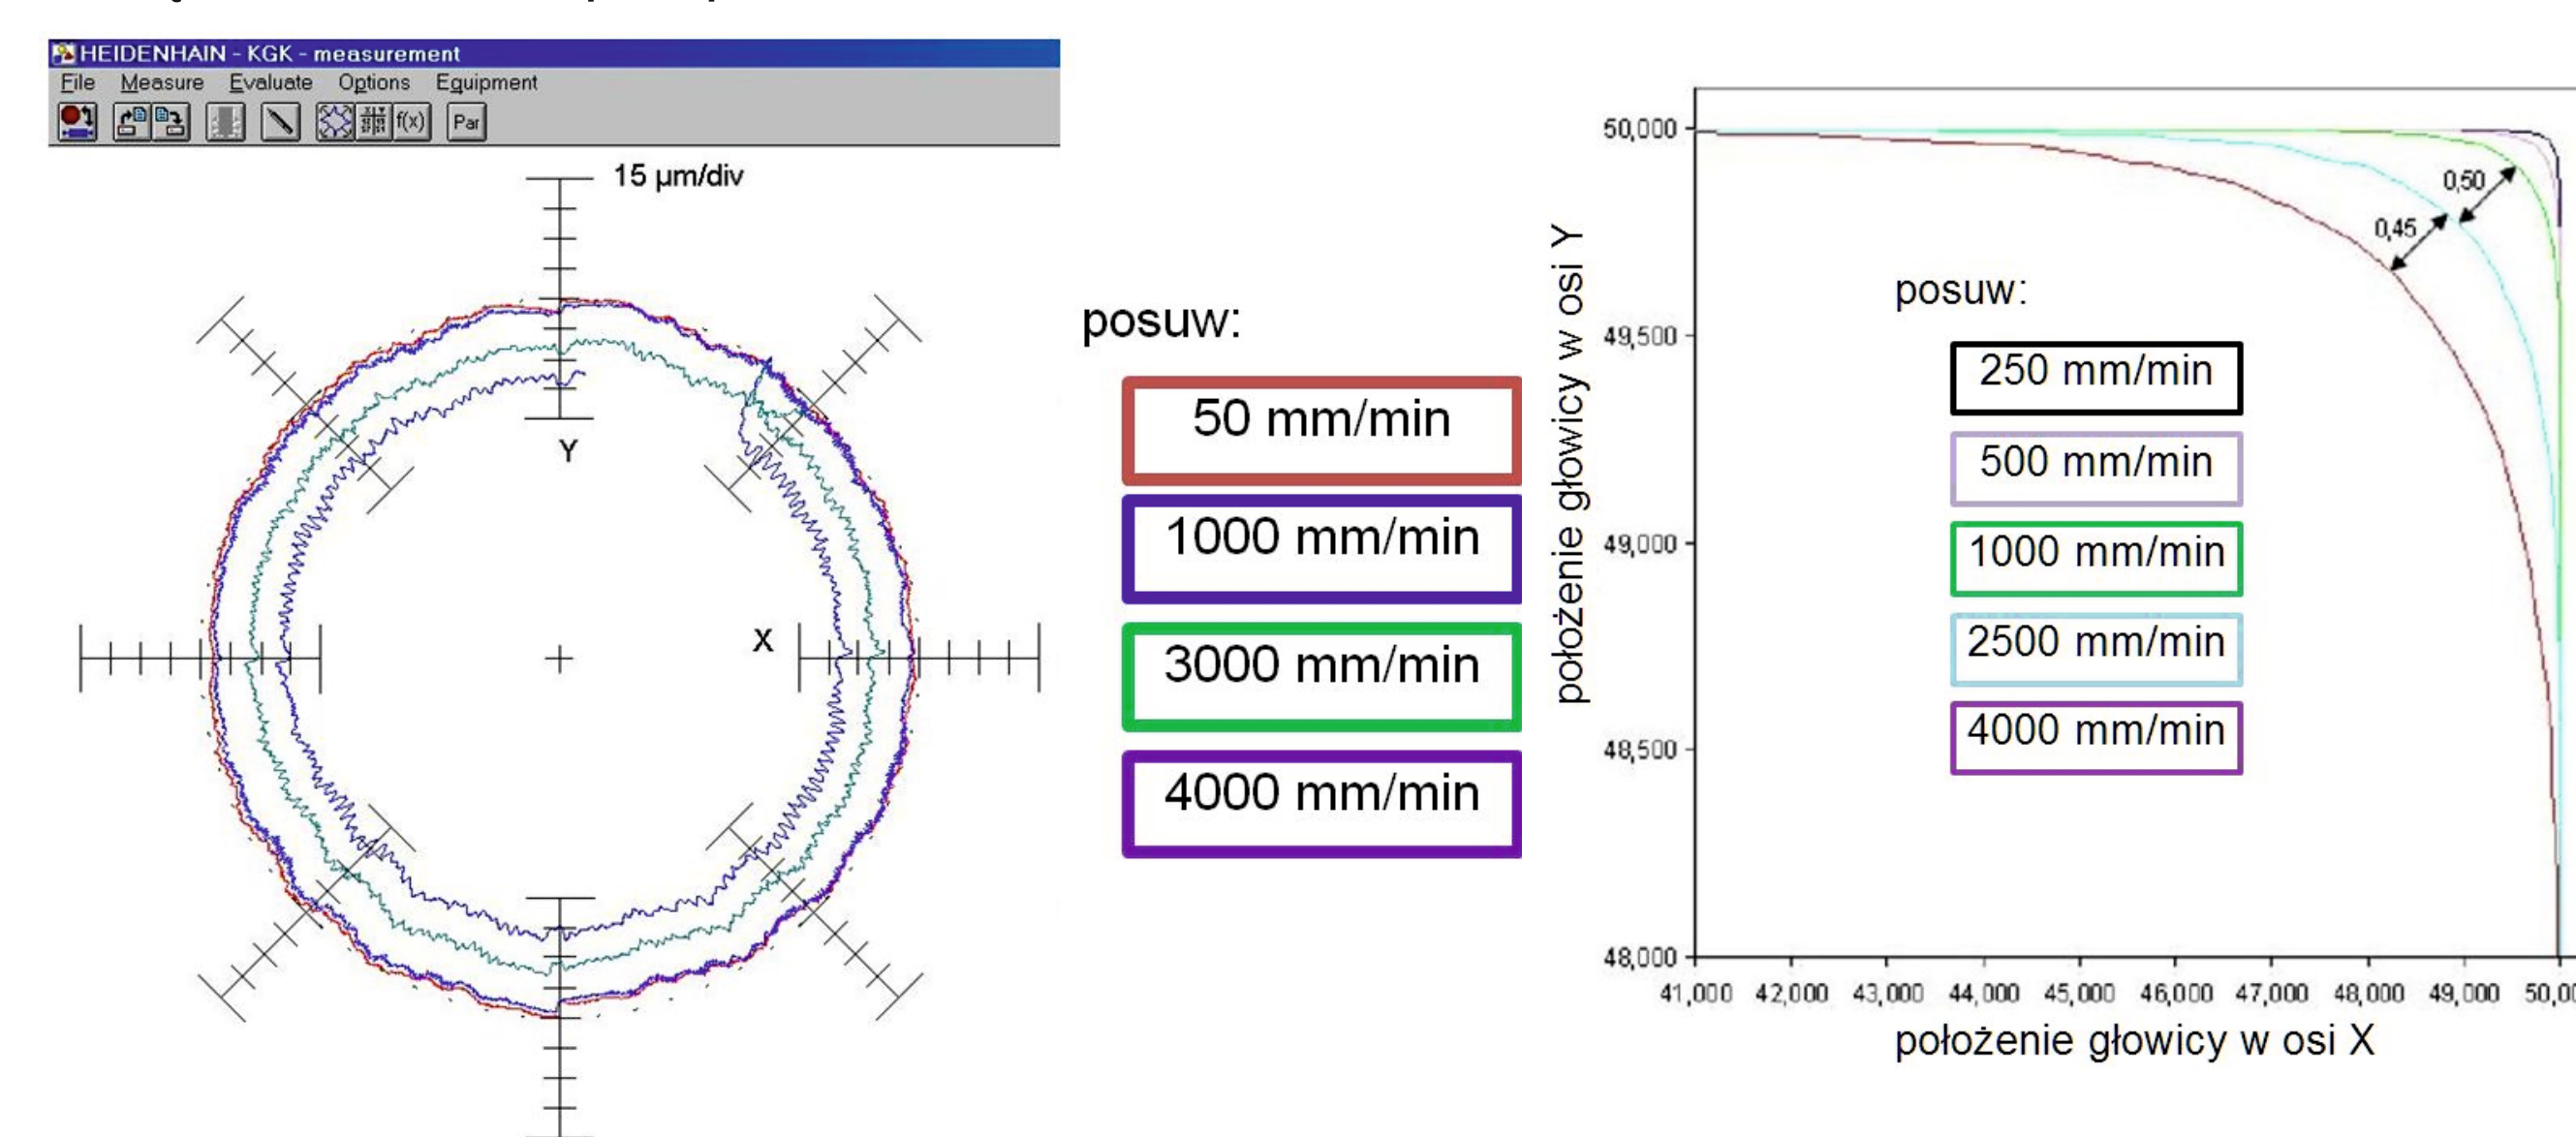 HEIDENHAIN - KGK - measurement
File Measure Evaluate Options Equipment
f(x) Par
15 µm/div
Y
X
posuw:
50 mm/min
1000 mm/min
3000 mm/min
4000 mm/min
położenie głowicy w osi Y
50,000
49,500
49,000
48,500
48,000
0,50
0,45
posuw:
250 mm/min
500 mm/min
1000 mm/min
2500 mm/min
4000 mm/min
41,000 42,000 43,000 44,000 45,000 46,000 47,000 48,000 49,000 50,00
położenie głowicy w osi X